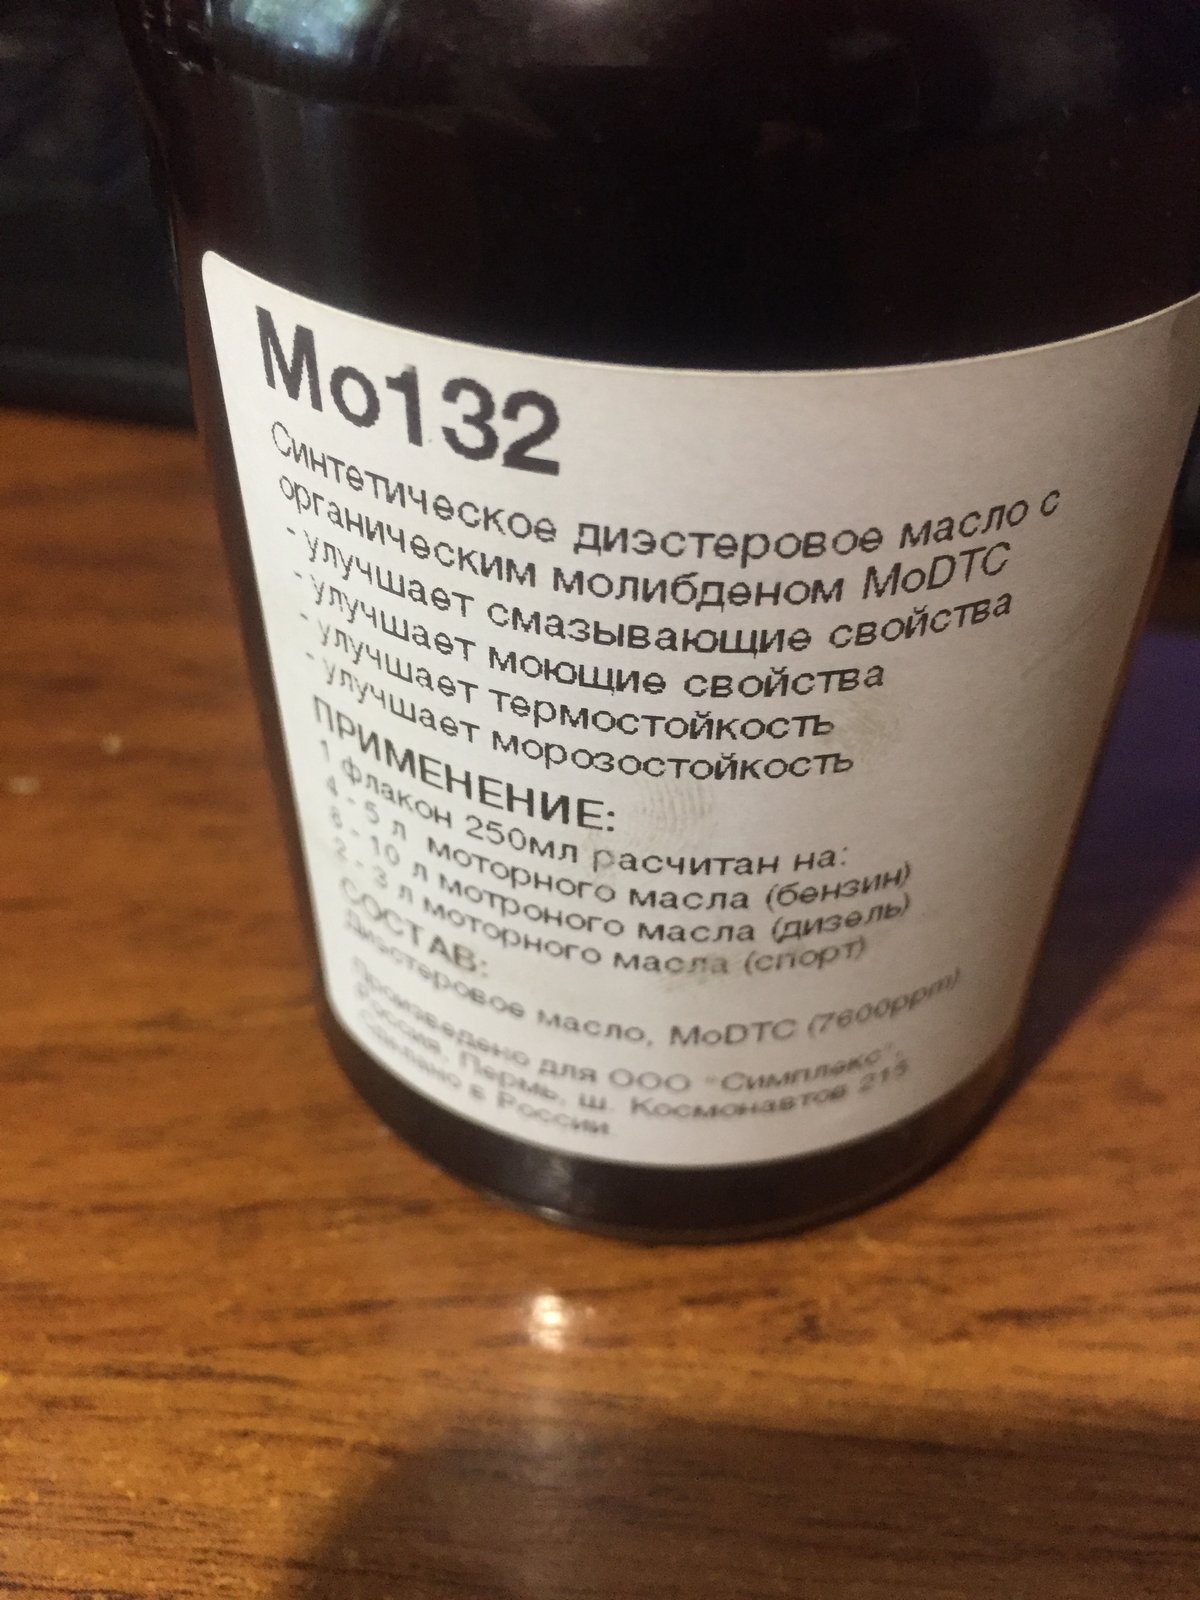 Mo132
Синтетическое диэстеровое масло с
органическим молибденом MoDTC
- улучшает смазывающие свойства
- улучшает моющие свойства
- улучшает термостойкость
- улучшает морозостойкость
ПРИМЕНЕНИЕ:
1 флакон 250мл расчитан на:
4 - 5 л моторного масла (бензин)
8 - 10 л мотроного масла (дизель)
2 - 3 л моторного масла (спорт)
СОСТАВ:
Диэстеровое масло, MoDTC (7600ppm)
Произведено для ООО "Симплекс",
Россия, Пермь, ш. Космонавтов 215
Сделано в России.